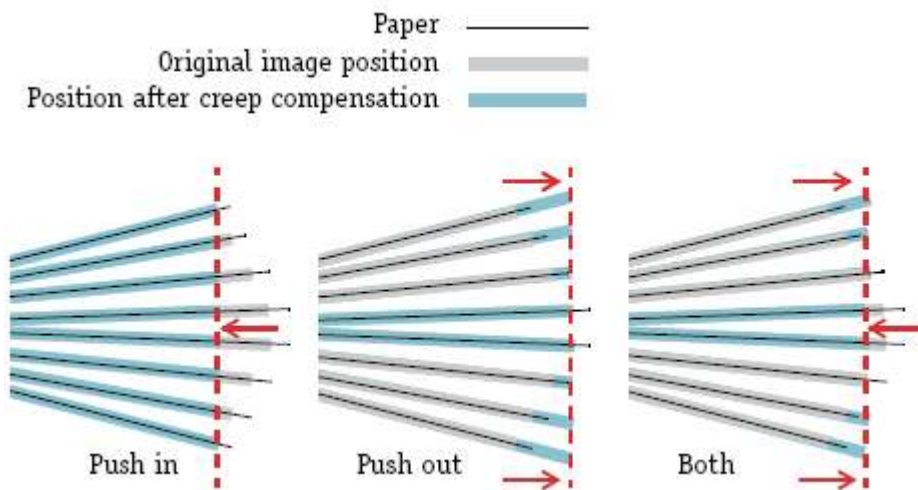 Paper
Original image position
Position after creep compensation
Push in
Push out
Both